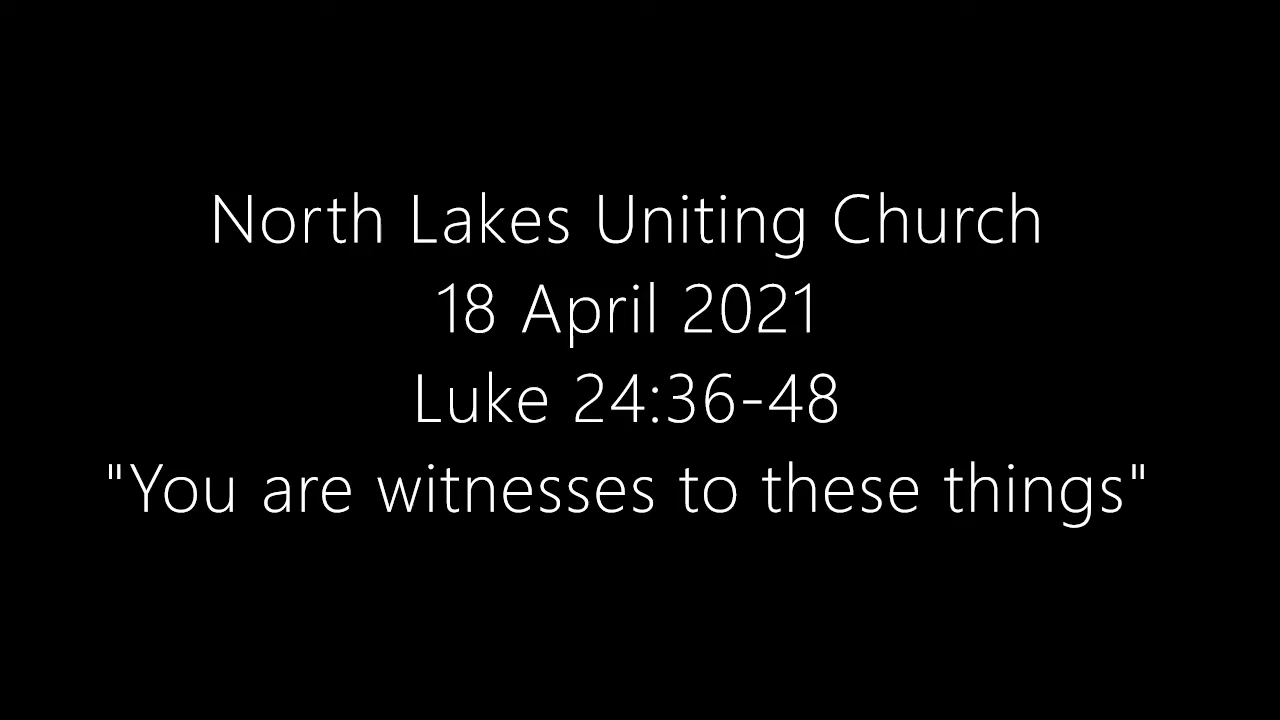 North Lakes Uniting Church
18 April 2021
Luke 24:36-48
"You are witnesses to these things"